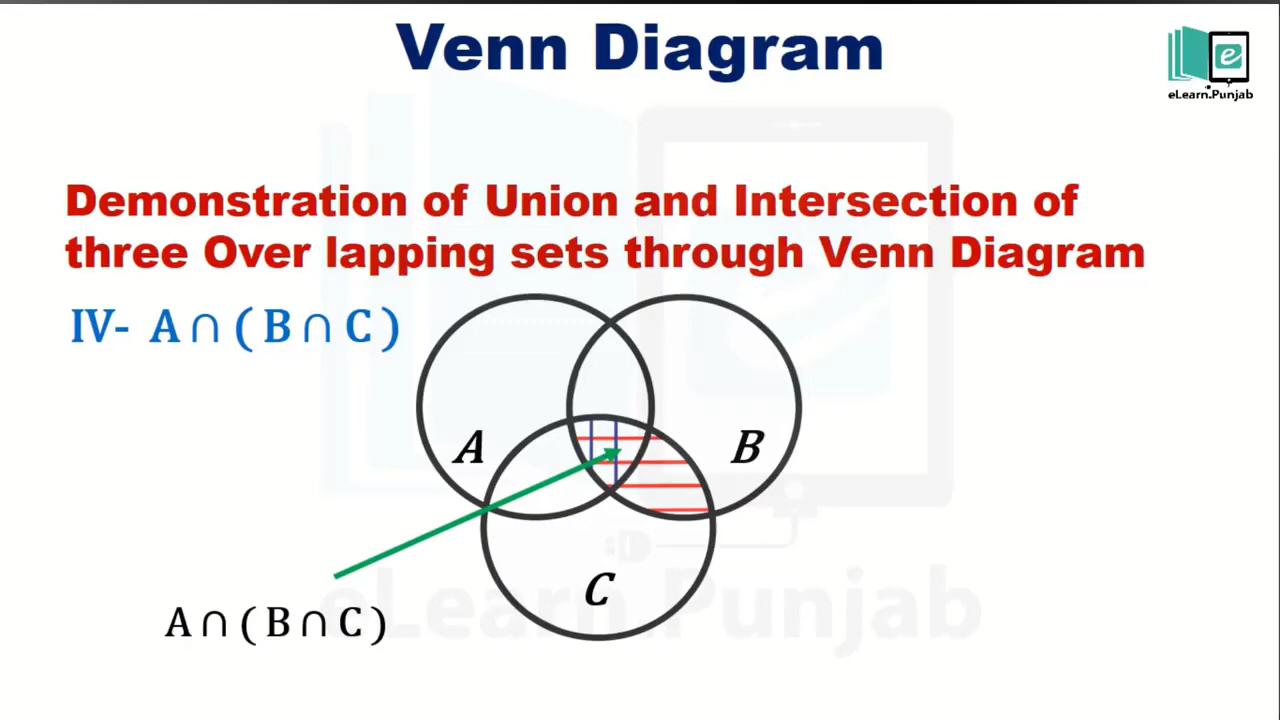 Venn Diagram
eLearn.Punjab
Demonstration of Union and Intersection of
three Over lapping sets through Venn Diagram
IV- A ∩ ( B ∩ C )
A
B
C
A ∩ ( B ∩ C )
eLearn.Punjab